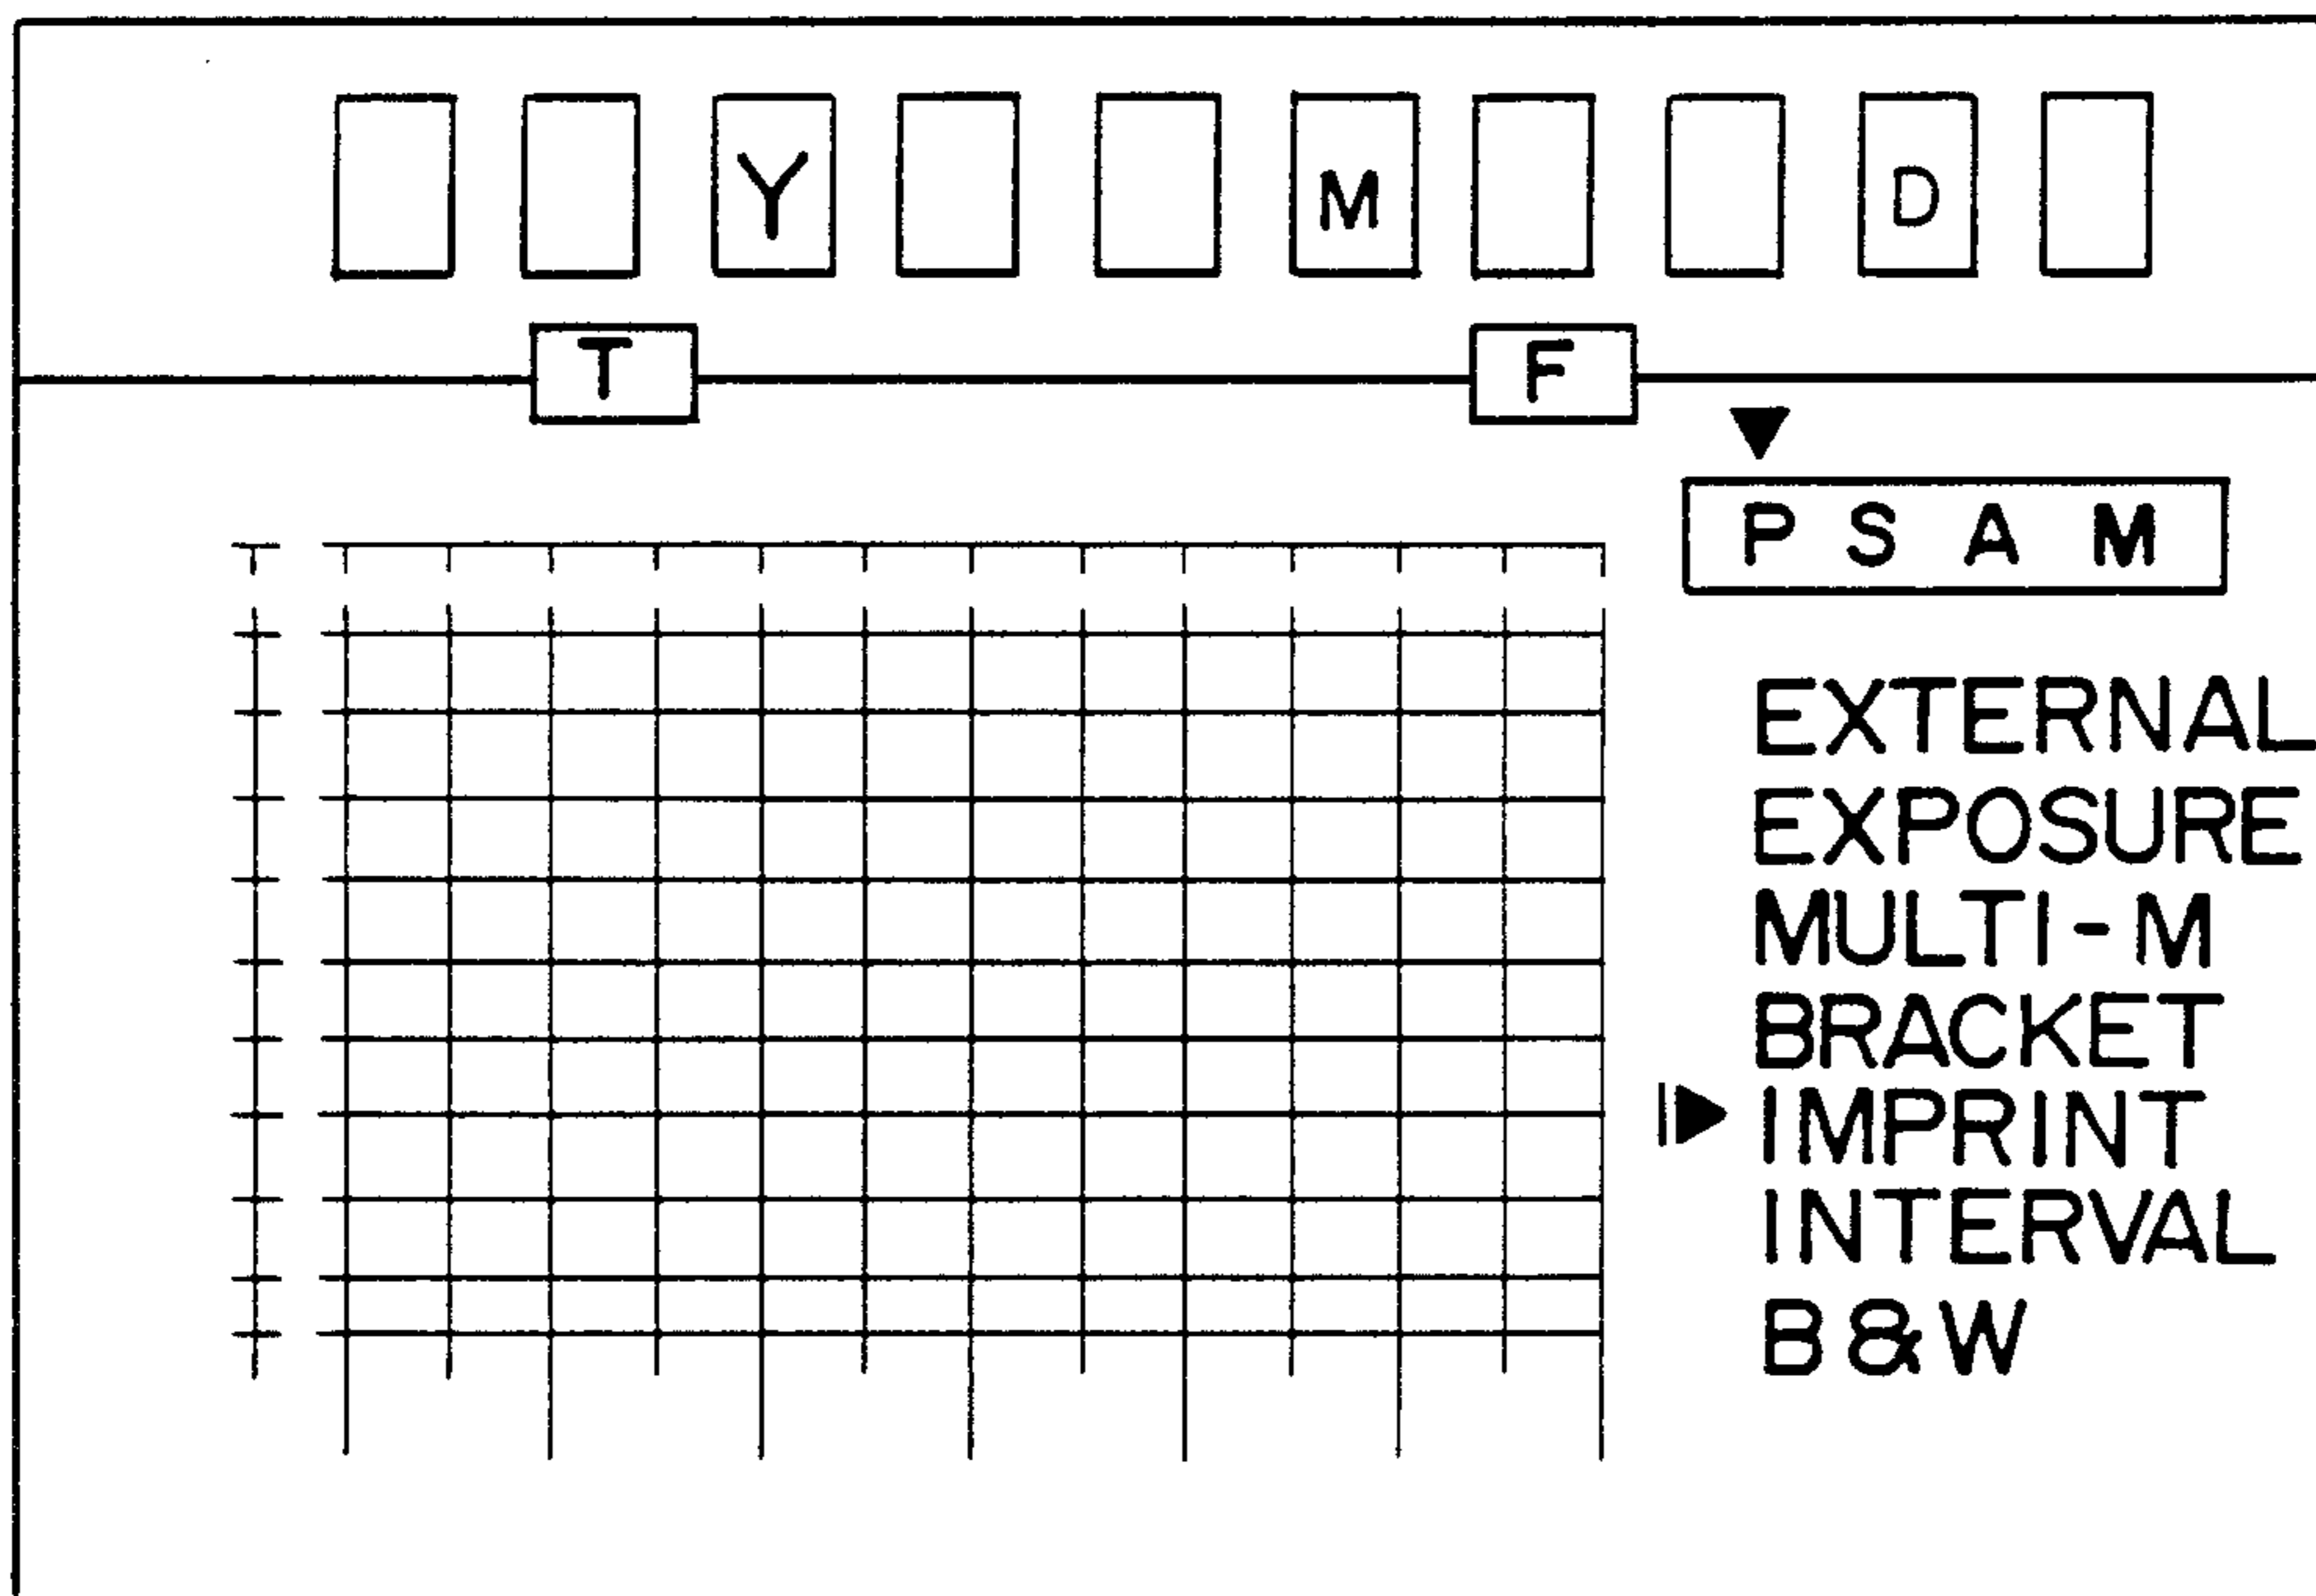 Y M D
T F
P S A M
EXTERNAL
EXPOSURE
MULTI-M
BRACKET
IMPRINT
INTERVAL
B & W